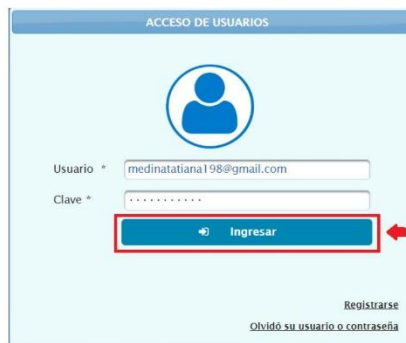 ACCESO DE USUARIOS
Usuario *
medinatatiana198@gmail.com
Clave *
...........
Ingresar
Registrarse
Olvidó su usuario o contraseña